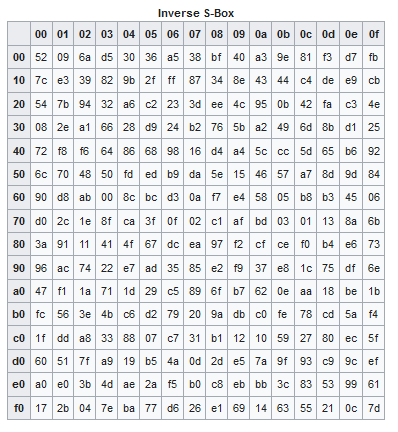 Inverse S-Box
00 01 02 03 04 05 06 07 08 09 0a 0b 0c 0d 0e 0f
00 52 09 6a d5 30 36 a5 38 bf 40 a3 9e 81 f3 d7 fb
10 7c e3 39 82 9b 2f ff 87 34 8e 43 44 c4 de e9 cb
20 54 7b 94 32 a6 c2 23 3d ee 4c 95 0b 42 fa c3 4e
30 08 2e a1 66 28 d9 24 b2 76 5b a2 49 6d 8b d1 25
40 72 f8 f6 64 86 68 98 16 d4 a4 5c cc 5d 65 b6 92
50 6c 70 48 50 fd ed b9 da 5e 15 46 57 a7 8d 9d 84
60 90 d8 ab 00 8c bc d3 0a f7 e4 58 05 b8 b3 45 06
70 d0 2c 1e 8f ca 3f 0f 02 c1 af bd 03 01 13 8a 6b
80 3a 91 11 41 4f 67 dc ea 97 f2 cf ce f0 b4 e6 73
90 96 ac 74 22 e7 ad 35 85 e2 f9 37 e8 1c 75 df 6e
a0 47 f1 1a 71 1d 29 c5 89 6f b7 62 0e aa 18 be 1b
b0 fc 56 3e 4b c6 d2 79 20 9a db c0 fe 78 cd 5a f4
c0 1f dd a8 33 88 07 c7 31 b1 12 10 59 27 80 ec 5f
d0 60 51 7f a9 19 b5 4a 0d 2d e5 7a 9f 93 c9 9c ef
e0 a0 e0 3b 4d ae 2a f5 b0 c8 eb bb 3c 83 53 99 61
f0 17 2b 04 7e ba 77 d6 26 e1 69 14 63 55 21 0c 7d